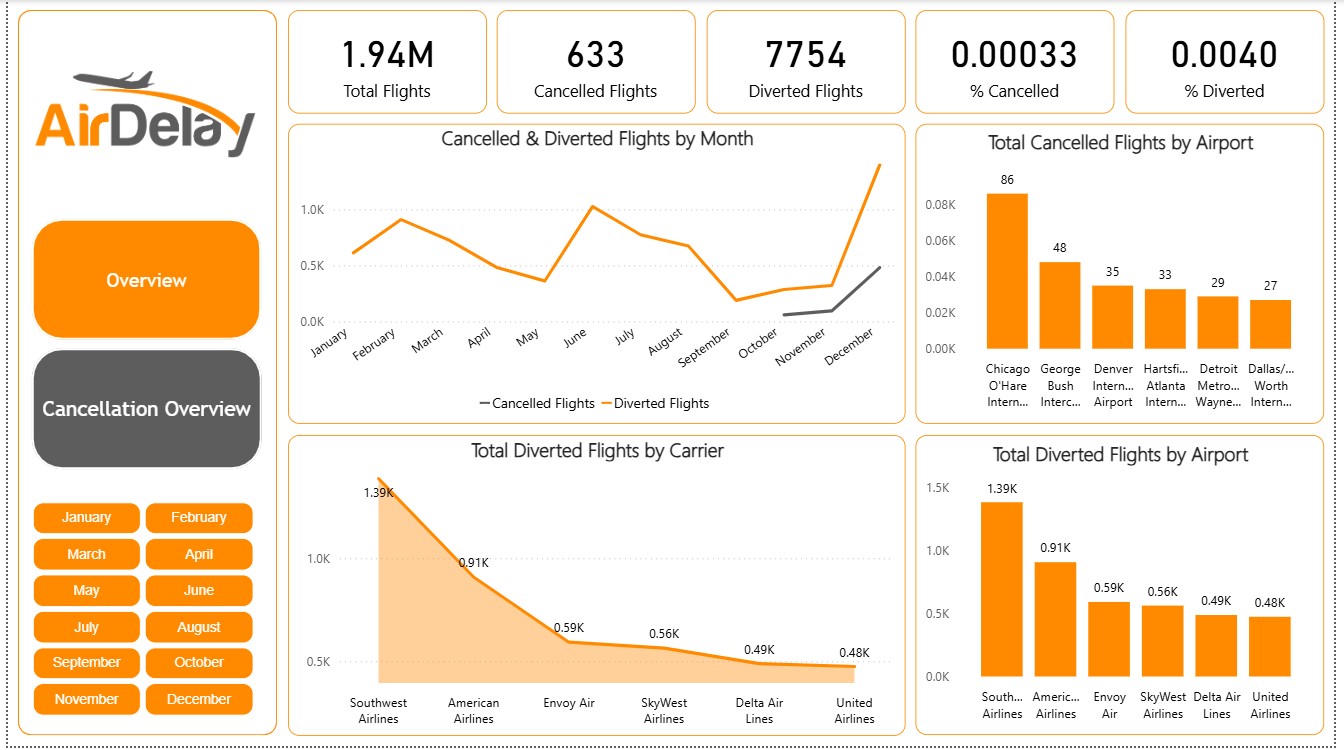 AirDelay
Overview
Cancellation Overview
January February
March April
May June
July August
September October
November December
1.94M
Total Flights
633
Cancelled Flights
7754
Diverted Flights
0.00033
% Cancelled
0.0040
% Diverted
Cancelled & Diverted Flights by Month
1.0K
0.5K
0.0K
January February March April May June July August September October November December
Cancelled Flights Diverted Flights
Total Cancelled Flights by Airport
0.08K
0.06K
0.04K
0.02K
0.00K
86 48 35 33 29 27
Chicago George Denver Hartsfi... Detroit Dallas/...
O'Hare Bush Intern... Atlanta Metro... Worth
Intern... Interc... Airport Intern... Wayne... Intern...
Total Diverted Flights by Carrier
1.0K
0.5K
1.39K 0.91K 0.59K 0.56K 0.49K 0.48K
Southwest American Envoy Air SkyWest Delta Air United
Airlines Airlines Airlines Lines Airlines
Total Diverted Flights by Airport
1.5K
1.0K
0.5K
0.0K
1.39K 0.91K 0.59K 0.56K 0.49K 0.48K
South... Americ... Envoy SkyWest Delta Air United
Airlines Airlines Air Airlines Lines Airlines